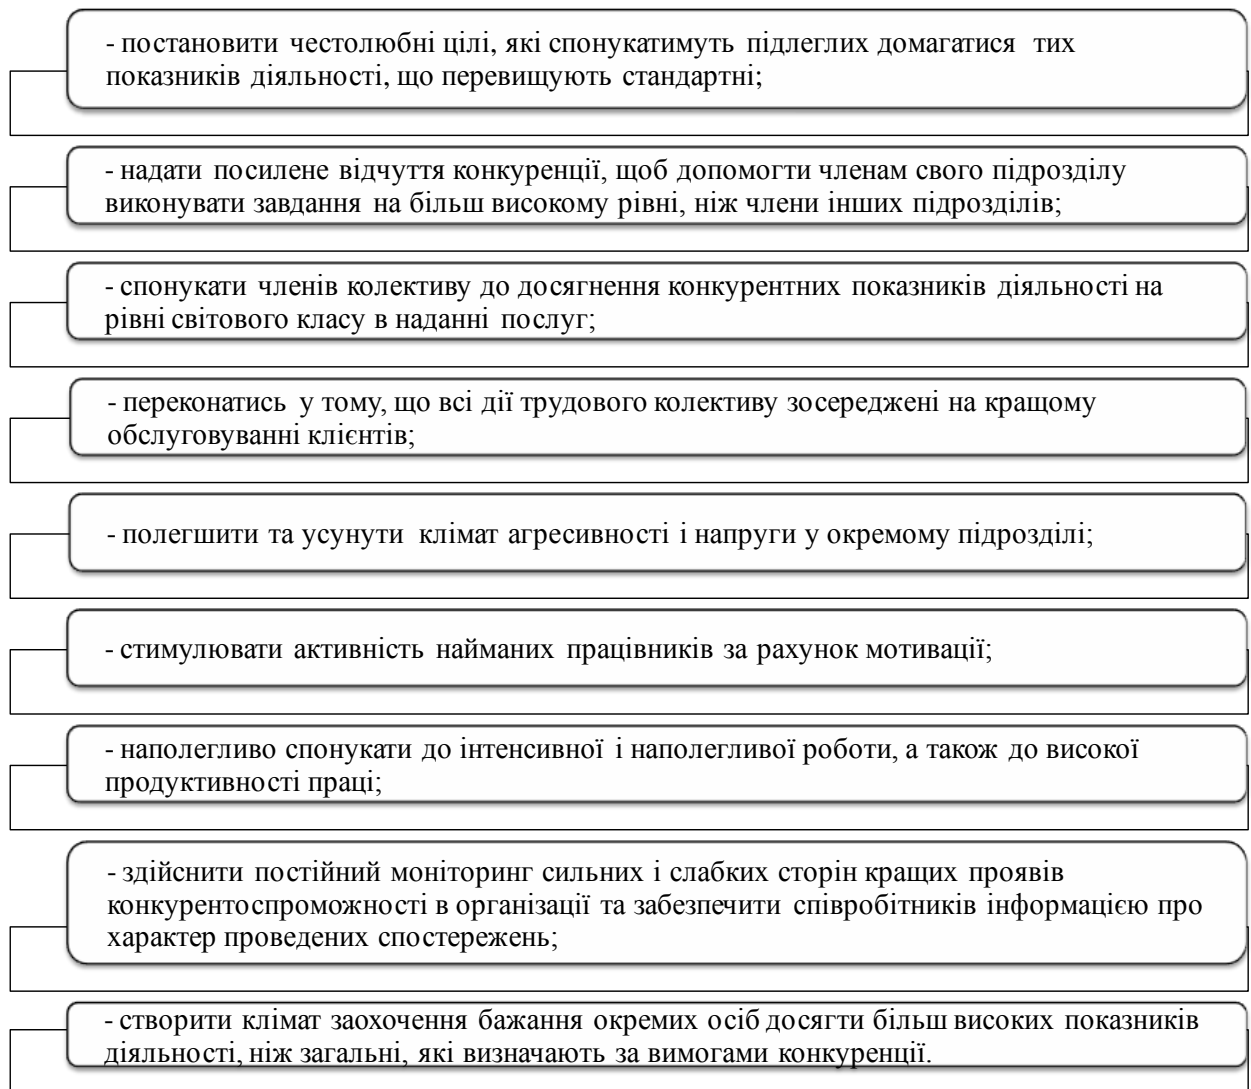 - постановити честолюбні цілі, які спонукатимуть підлеглих домагатися тих
показників діяльності, що перевищують стандартні;
- надати посилене відчуття конкуренції, щоб допомогти членам свого підрозділу
виконувати завдання на більш високому рівні, ніж члени інших підрозділів;
- спонукати членів колективу до досягнення конкурентних показників діяльності на
рівні світового класу в наданні послуг;
- переконатись у тому, що всі дії трудового колективу зосереджені на кращому
обслуговуванні клієнтів;
- полегшити та усунути клімат агресивності і напруги у окремому підрозділі;
- стимулювати активність найманих працівників за рахунок мотивації;
- наполегливо спонукати до інтенсивної і наполегливої роботи, а також до високої
продуктивності праці;
- здійснити постійний моніторинг сильних і слабких сторін кращих проявів
конкурентоспроможності в організації та забезпечити співробітників інформацією про
характер проведених спостережень;
- створити клімат заохочення бажання окремих осіб досягти більш високих показників
діяльності, ніж загальні, які визначають за вимогами конкуренції.